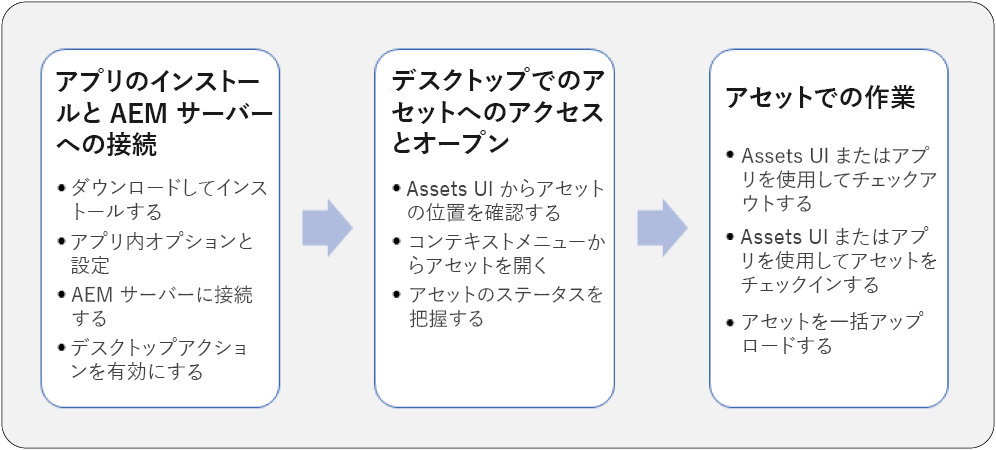 アプリのインストー
ルと AEM サーバー
への接続
• ダウンロードしてインス
トールする
• アプリ内オプションと
設定
• AEM サーバーに接続
する
• デスクトップアクショ
ンを有効にする
デスクトップでのア
セットへのアクセス
とオープン
• Assets UI からアセット
の位置を確認する
• コンテキストメニューか
らアセットを開く
• アセットのステータスを
把握する
アセットでの作業
• Assets UI またはアプ
リを使用してチェックア
ウトする
• Assets UI またはアプ
リを使用してアセットを
チェックインする
• アセットを一括アップ
ロードする